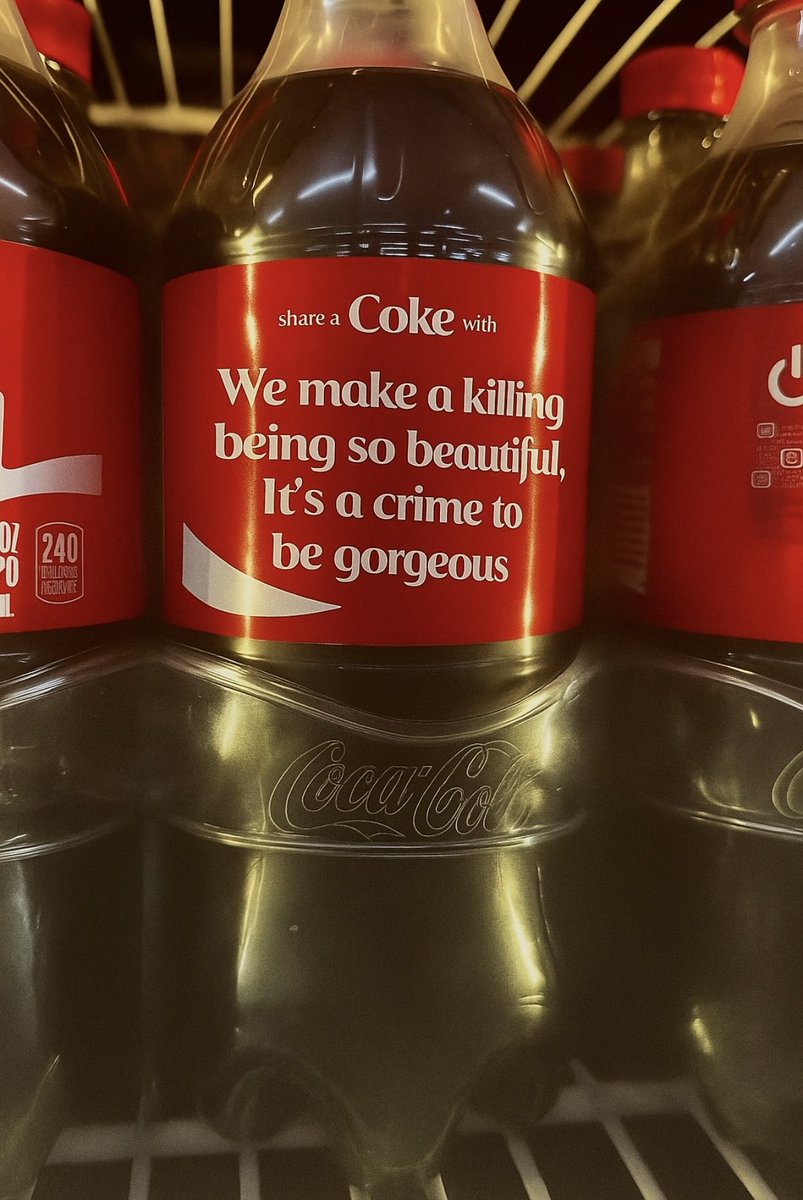 share a Coke with
We make a killing
being so beautiful,
It's a crime to
be gorgeous
240
Coca-Cola